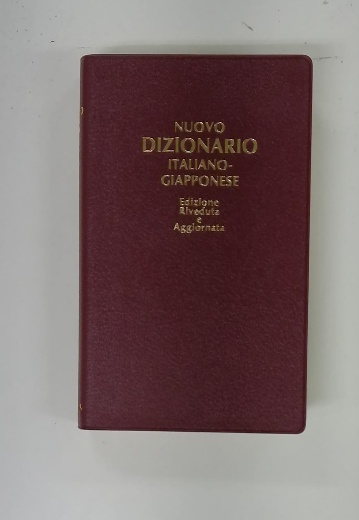 NUOVO
DIZIONARIO
ITALIANO-
GIAPPONESE
Edizione
Riveduta
e
Aggiornata